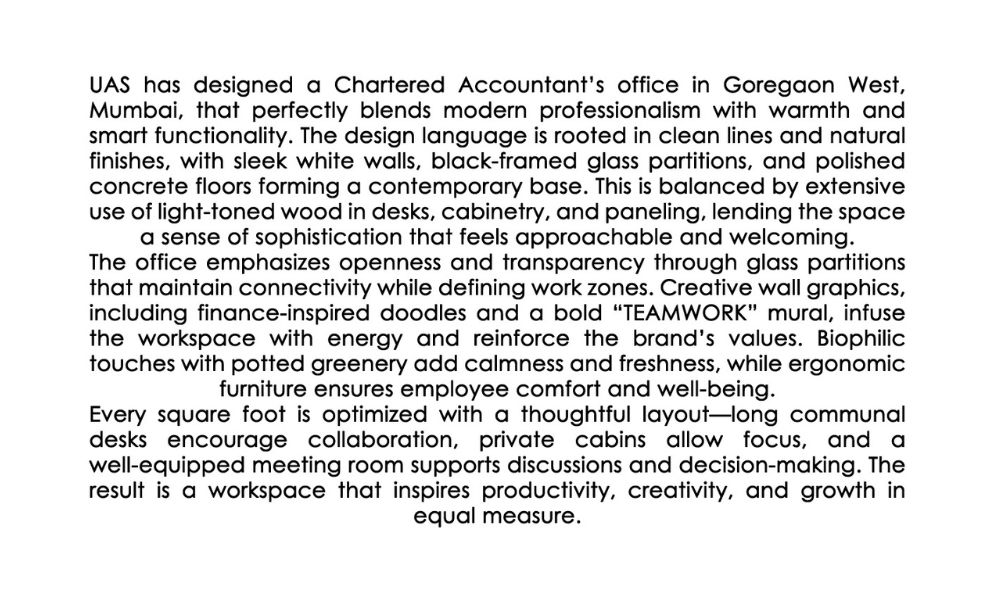 UAS has designed a Chartered Accountant’s office in Goregaon West,
Mumbai, that perfectly blends modern professionalism with warmth and
smart functionality. The design language is rooted in clean lines and natural
finishes, with sleek white walls, black-framed glass partitions, and polished
concrete floors forming a contemporary base. This is balanced by extensive
use of light-toned wood in desks, cabinetry, and paneling, lending the space
a sense of sophistication that feels approachable and welcoming.
The office emphasizes openness and transparency through glass partitions
that maintain connectivity while defining work zones. Creative wall graphics,
including finance-inspired doodles and a bold “TEAMWORK” mural, infuse
the workspace with energy and reinforce the brand’s values. Biophilic
touches with potted greenery add calmness and freshness, while ergonomic
furniture ensures employee comfort and well-being.
Every square foot is optimized with a thoughtful layout—long communal
desks encourage collaboration, private cabins allow focus, and a
well-equipped meeting room supports discussions and decision-making. The
result is a workspace that inspires productivity, creativity, and growth in
equal measure.